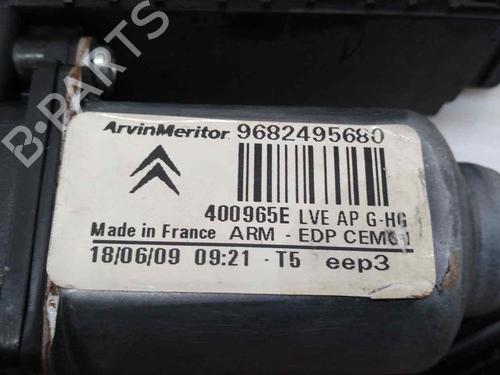 B-PARTS
ArvinMeritor 9682495680
400965E LVE AP G-HG
Made in France ARM - EDP CEM
18/06/09 09:21 - T5 eep3